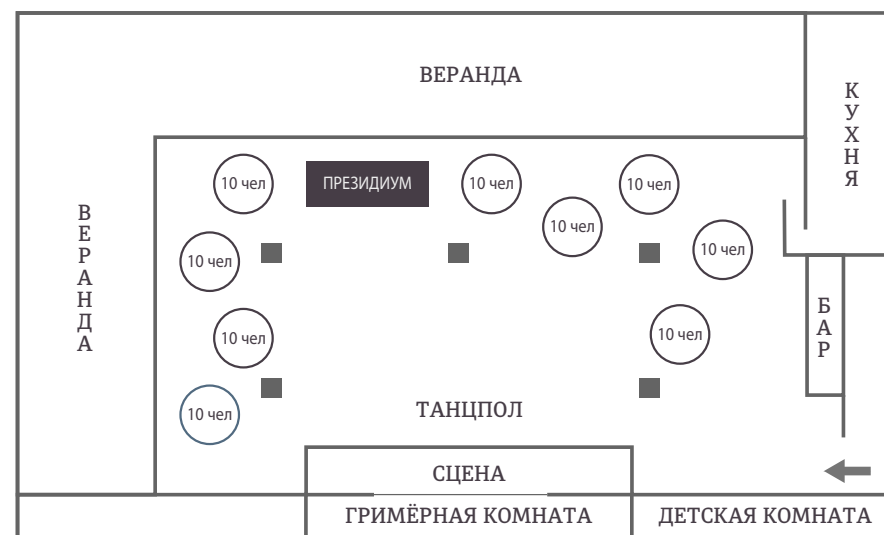 ВЕРАНДА
КУХНЯ
10 чел
ПРЕЗИДИУМ
10 чел
10 чел
10 чел
ВЕРАНДА
10 чел
10 чел
10 чел
10 чел
БАР
10 чел
ТАНЦПОЛ
СЦЕНА
ГРИМЁРНАЯ КОМНАТА
ДЕТСКАЯ КОМНАТА